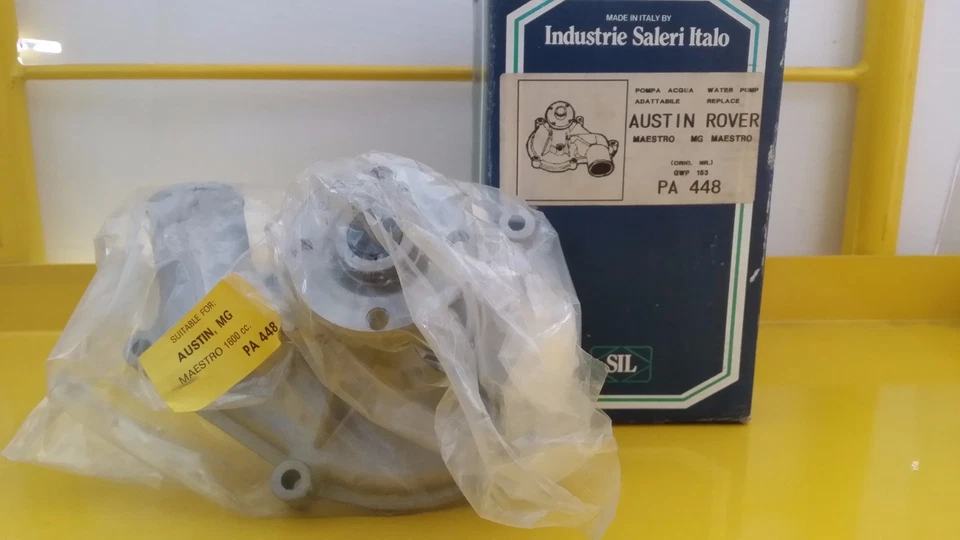 MADE IN ITALY BY
Industrie Saleri Italo
POMPA ACQUA WATER PUMP
ADATTABILE REPLACE
AUSTIN ROVER
MAESTRO MG MAESTRO
(ORIG. NR.)
GWP 153
PA 448
SIL
SUITABLE FOR:
AUSTIN, MG
MAESTRO 1600 cc.
PA 448